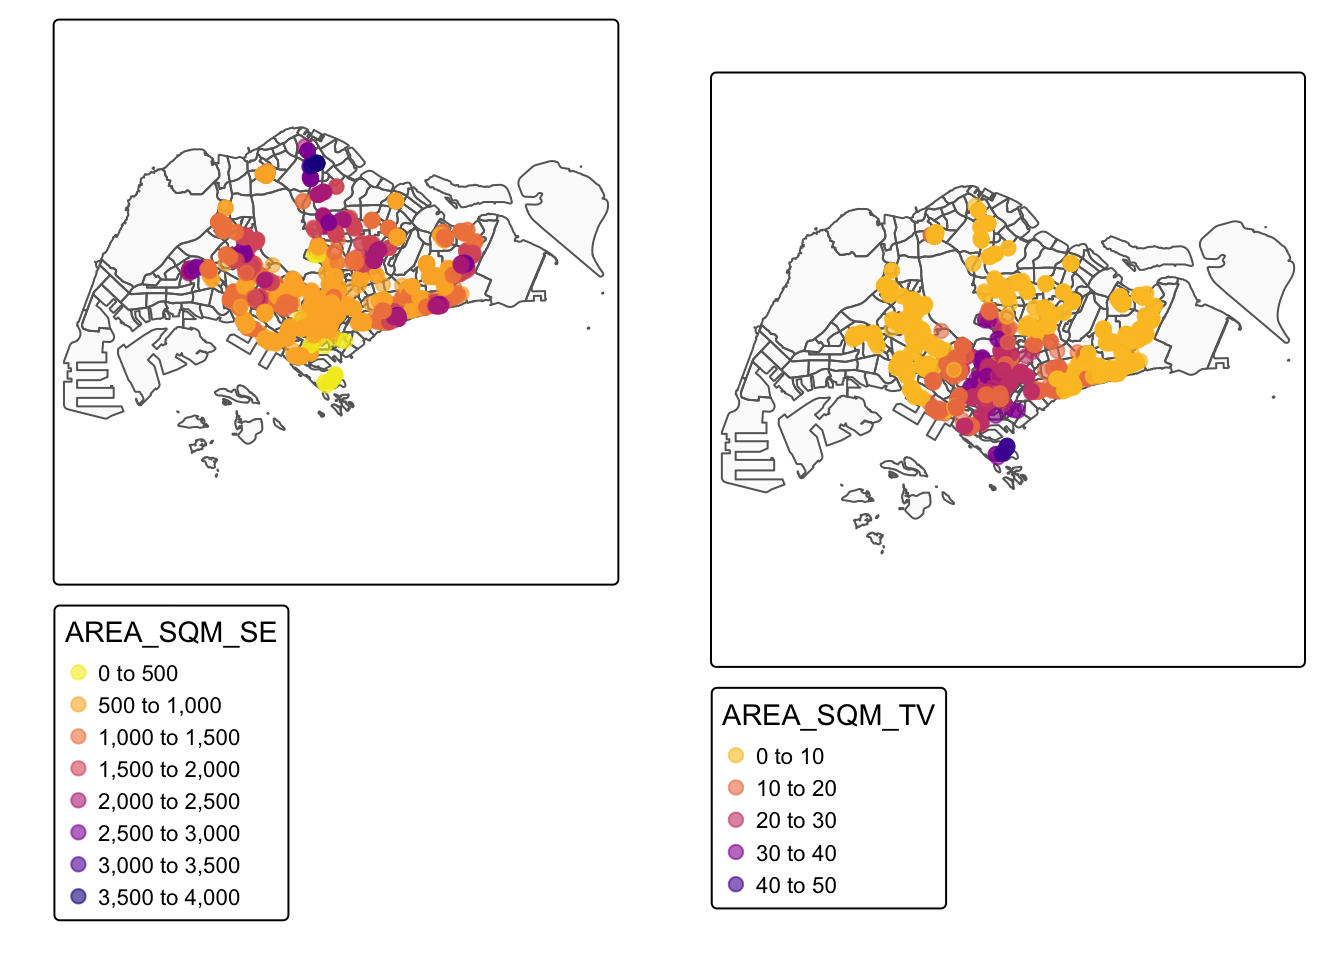 AREA_SQM_SE
0 to 500
500 to 1,000
1,000 to 1,500
1,500 to 2,000
2,000 to 2,500
2,500 to 3,000
3,000 to 3,500
3,500 to 4,000
AREA_SQM_TV
0 to 10
10 to 20
20 to 30
30 to 40
40 to 50